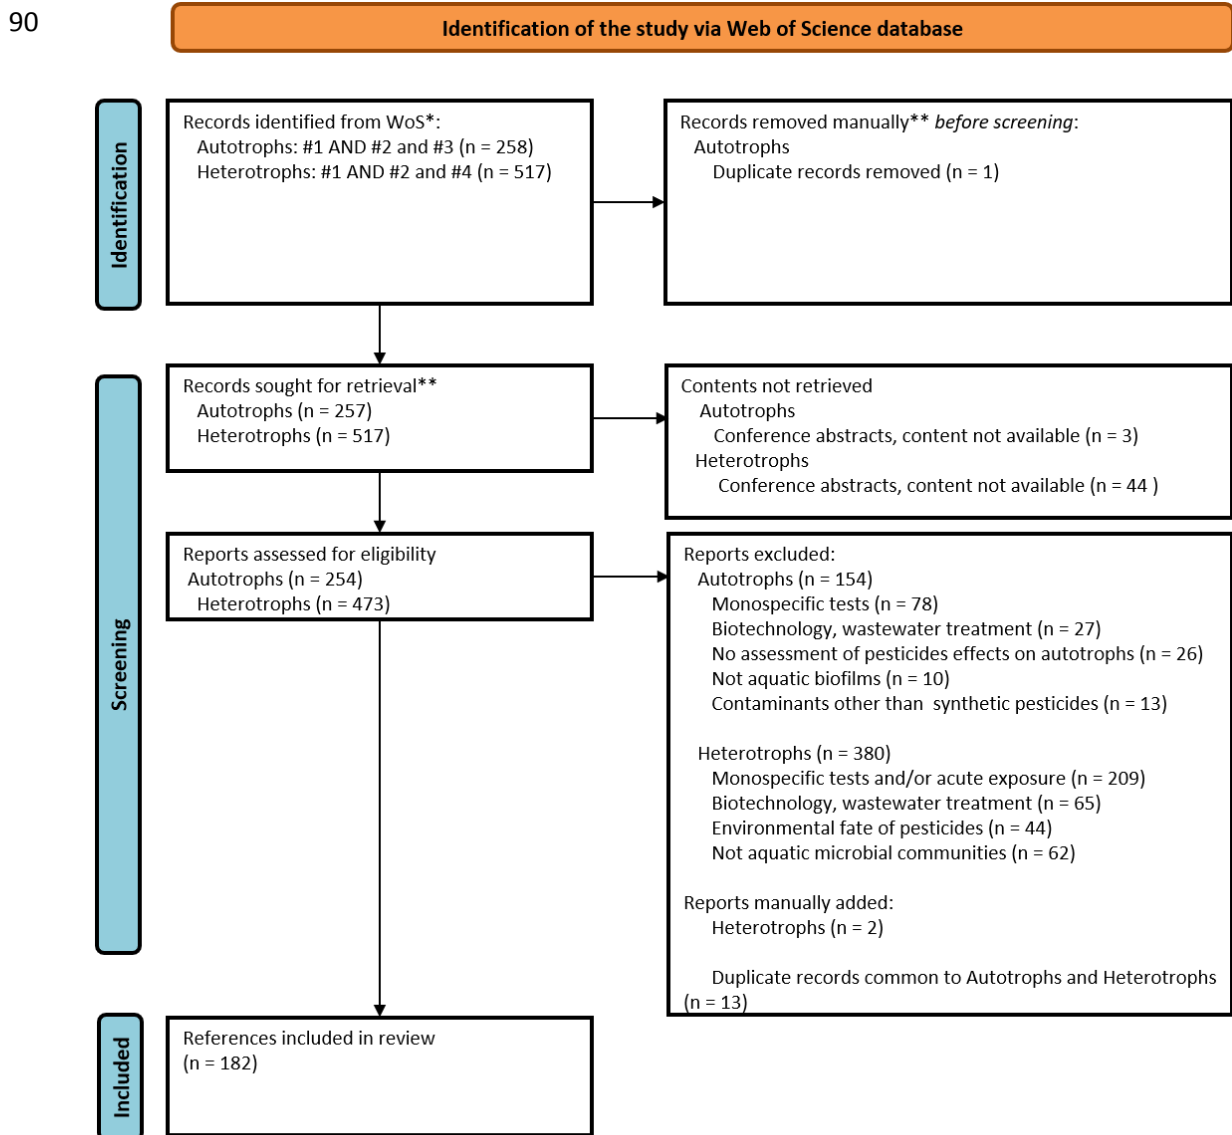 90
Identification of the study via Web of Science database
Identification
Records identified from WoS*:
Autotrophs: #1 AND #2 and #3 (n = 258)
Heterotrophs: #1 AND #2 and #4 (n = 517)
Records removed manually** before screening:
Autotrophs
Duplicate records removed (n = 1)
Screening
Records sought for retrieval**
Autotrophs (n = 257)
Heterotrophs (n = 517)
Contents not retrieved
Autotrophs
Conference abstracts, content not available (n = 3)
Heterotrophs
Conference abstracts, content not available (n = 44 )
Reports assessed for eligibility
Autotrophs (n = 254)
Heterotrophs (n = 473)
Reports excluded:
Autotrophs (n = 154)
Monospecific tests (n = 78)
Biotechnology, wastewater treatment (n = 27)
No assessment of pesticides effects on autotrophs (n = 26)
Not aquatic biofilms (n = 10)
Contaminants other than  synthetic pesticides (n = 13)
Heterotrophs (n = 380)
Monospecific tests and/or acute exposure (n = 209)
Biotechnology, wastewater treatment (n = 65)
Environmental fate of pesticides (n = 44)
Not aquatic microbial communities (n = 62)
Reports manually added:
Heterotrophs (n = 2)
Duplicate records common to Autotrophs and Heterotrophs
(n = 13)
Included
References included in review
(n = 182)